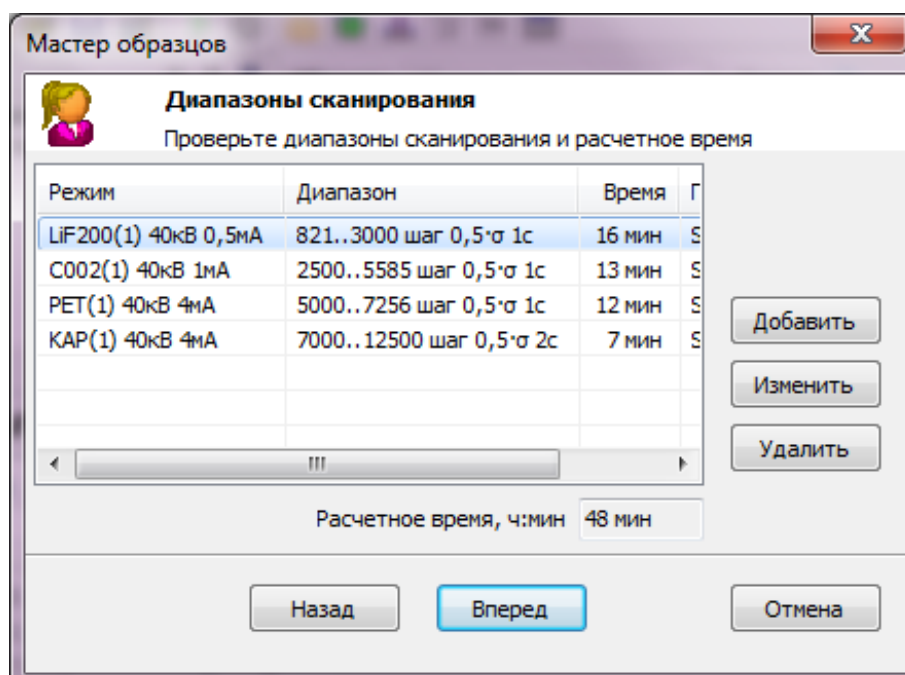 Мастер образцов
Диапазоны сканирования
Проверьте диапазоны сканирования и расчетное время
Режим Диапазон Время
LiF200(1) 40кВ 0,5мА 821..3000 шаг 0,5·σ 1с 16 мин S
C002(1) 40кВ 1мА 2500..5585 шаг 0,5·σ 1с 13 мин S
PET(1) 40кВ 4мА 5000..7256 шаг 0,5·σ 1с 12 мин S
KAP(1) 40кВ 4мА 7000..12500 шаг 0,5·σ 2с 7 мин S
Добавить
Изменить
Удалить
Расчетное время, ч:мин 48 мин
Назад Вперед Отмена